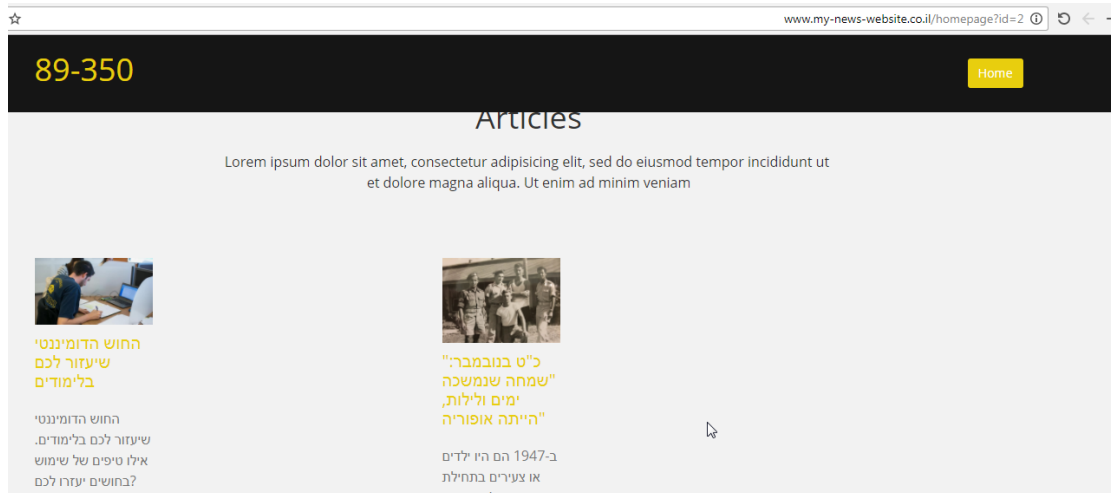 www.my-news-website.co.il/homepage?id=2
89-350
Home
Articles
Lorem ipsum dolor sit amet, consectetur adipisicing elit, sed do eiusmod tempor incididunt ut
et dolore magna aliqua. Ut enim ad minim veniam
החוש הדומיננטי
שיעזור לכם
בלימודים
החוש הדומיננטי
שיעזור לכם בלימודים.
אילו טיפים של שימוש
?בחושים יעזרו לכם
כ"ט בנובמבר:"
"שמחה שנמשכה
ימים ולילות,
"הייתה אופוריה
ב-1947 הם היו ילדים
או צעירים בתחילת